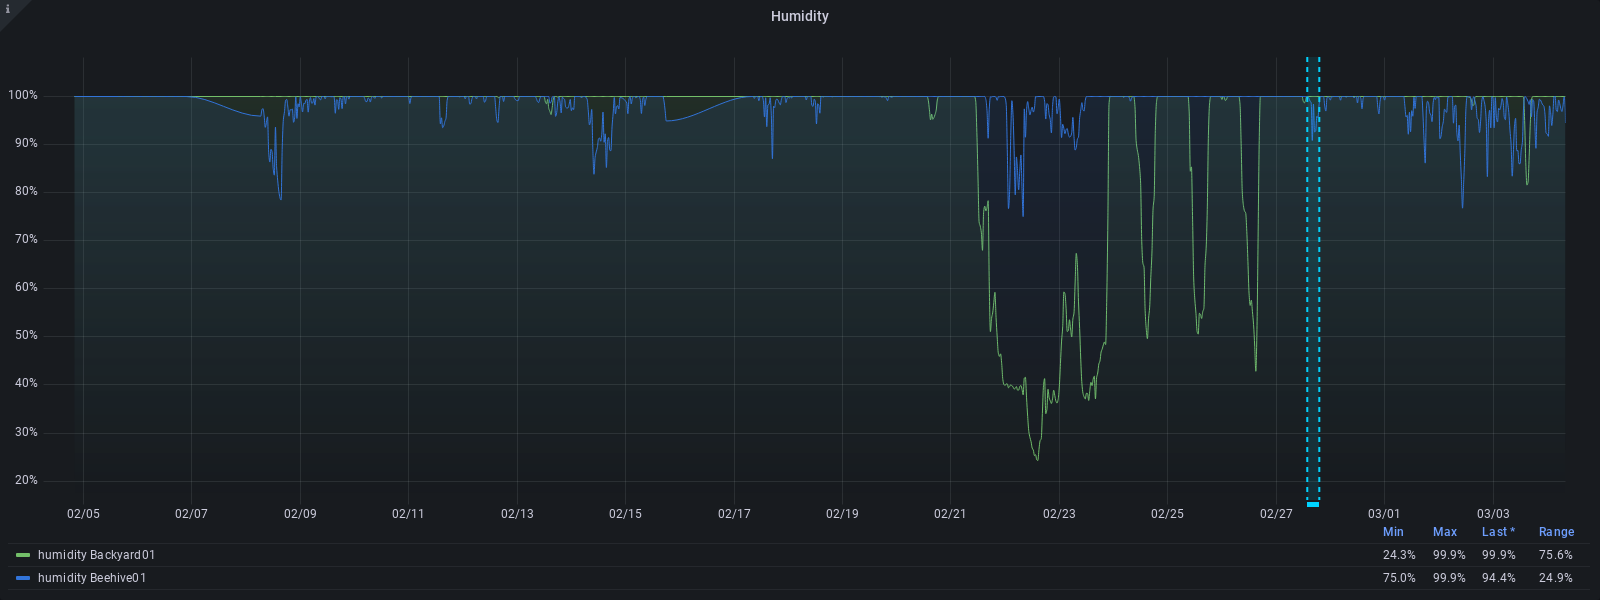 i
Humidity
100%
90%
80%
70%
60%
50%
40%
30%
20%
02/05 02/07 02/09 02/11 02/13 02/15 02/17 02/19 02/21 02/23 02/25 02/27 03/01 03/03
Min Max Last * Range
humidity Backyard01 24.3% 99.9% 99.9% 75.6%
humidity Beehive01 75.0% 99.9% 94.4% 24.9%